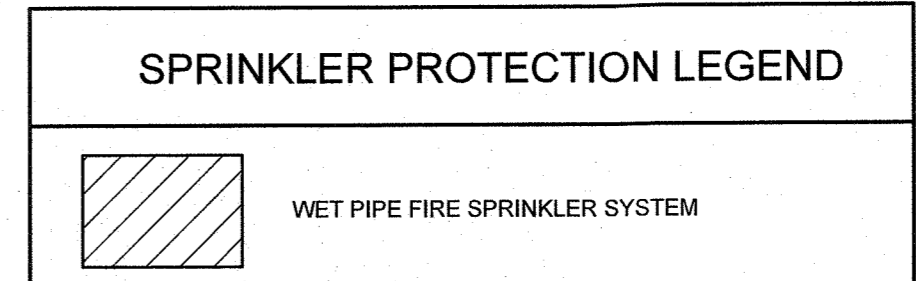 SPRINKLER PROTECTION LEGEND
WET PIPE FIRE SPRINKLER SYSTEM